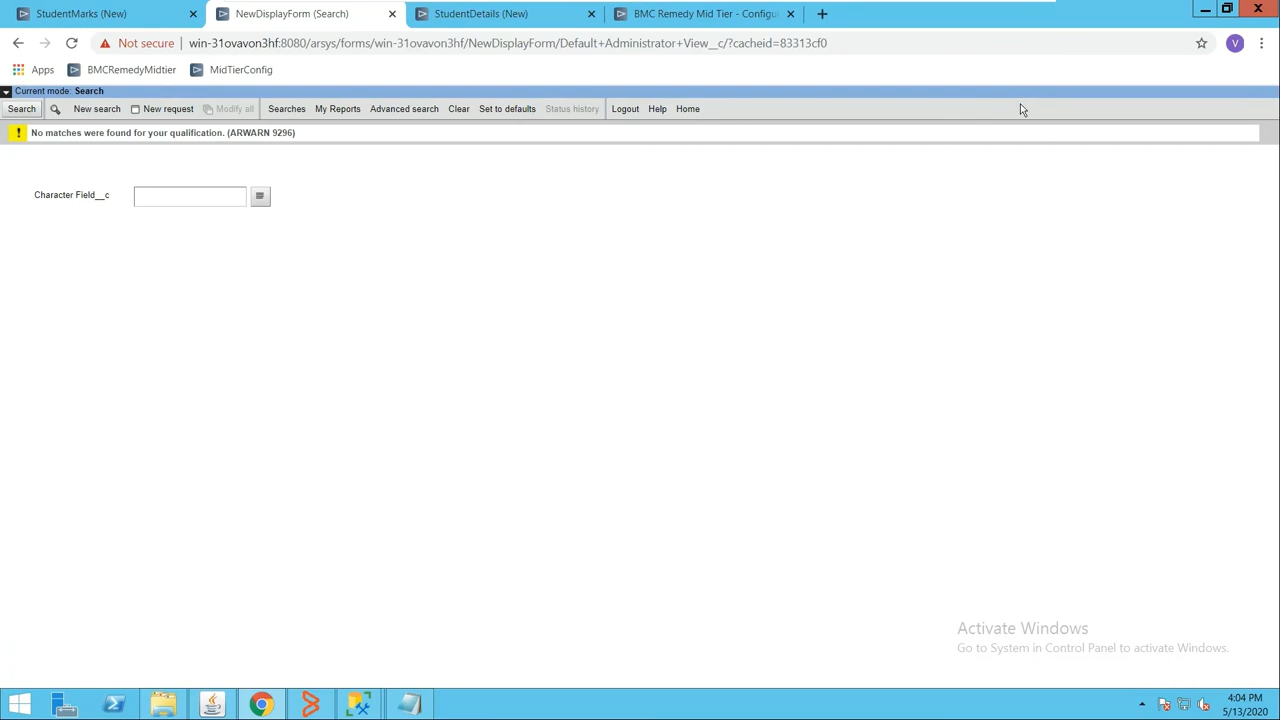 StudentMarks (New)
NewDisplayForm (Search)
StudentDetails (New)
BMC Remedy Mid Tier - Configu
Not secure
win-31ovavon3hf:8080/arsys/forms/win-31ovavon3hf/NewDisplayForm/Default+Administrator+View__c/?cacheid=83313cf0
V
Apps
BMCRemedyMidtier
MidTierConfig
Current mode: Search
Search
New search
New request
Modify all
Searches
My Reports
Advanced search
Clear
Set to defaults
Status history
Logout
Help
Home
No matches were found for your qualification. (ARWARN 9296)
Character Field__c
Activate Windows
Go to System in Control Panel to activate Windows.
4:04 PM
5/13/2020